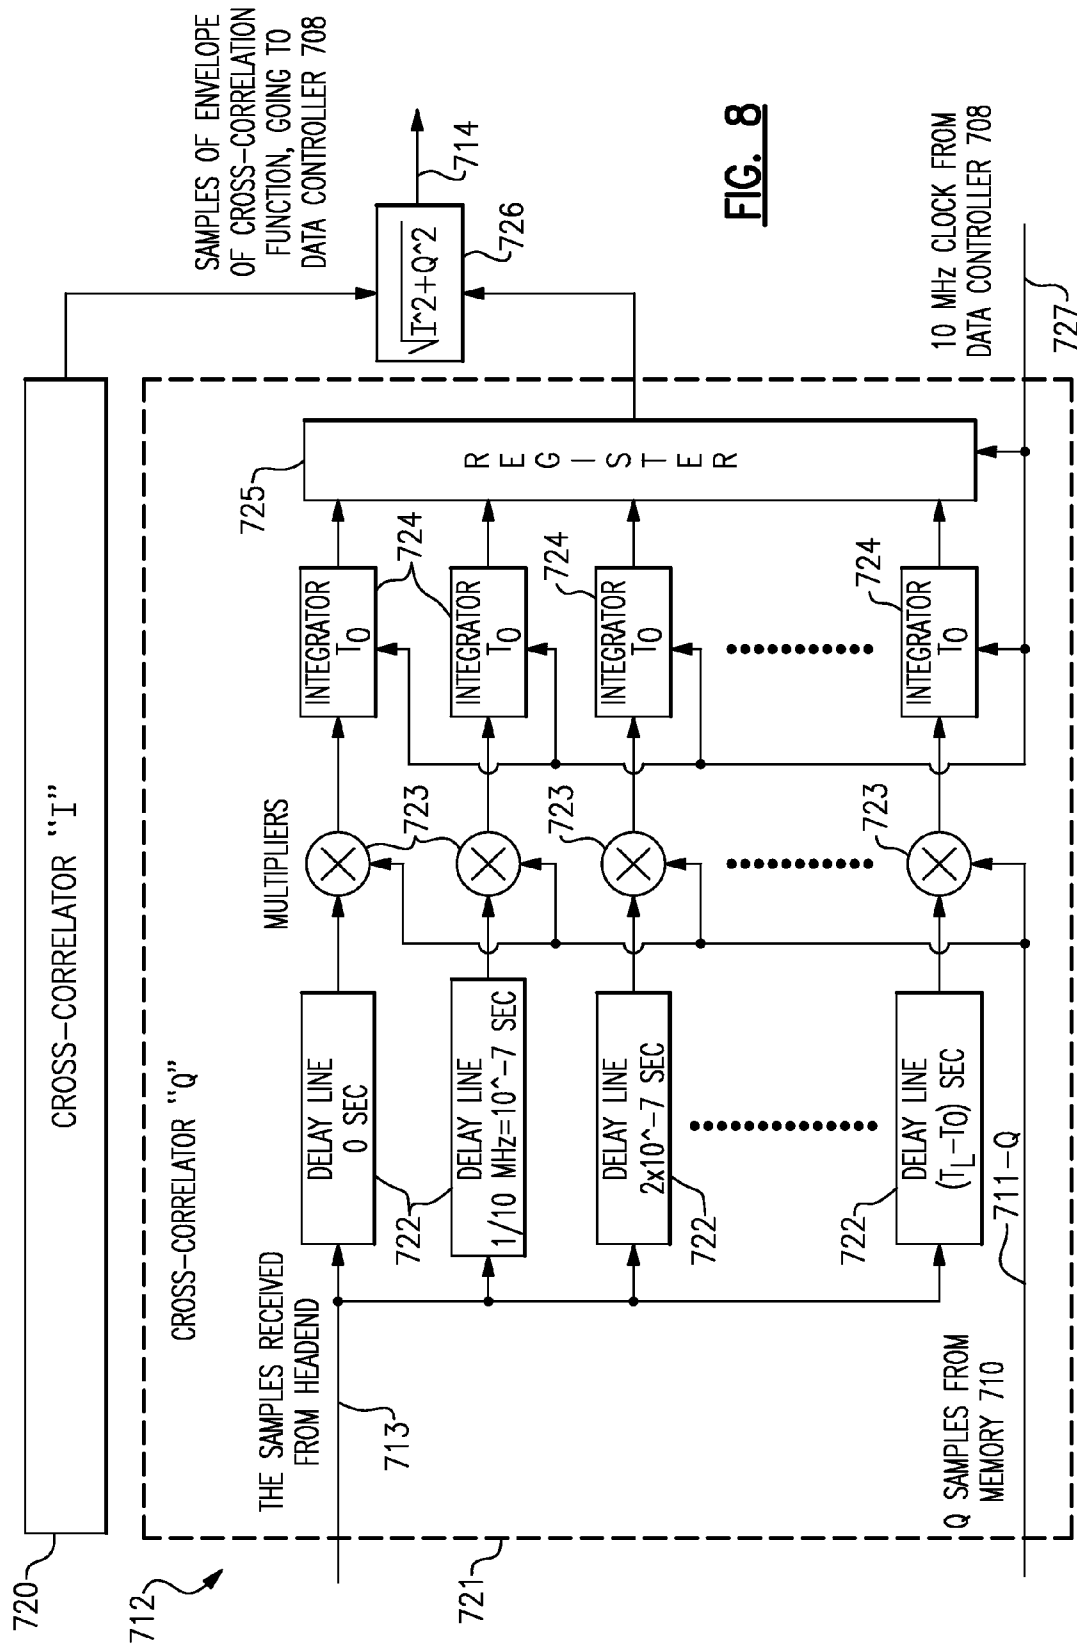 720
CROSS-CORRELATOR "I"
712
721
CROSS-CORRELATOR "Q"
THE SAMPLES RECEIVED
FROM HEADEND
713
DELAY LINE
0 SEC
722
DELAY LINE
1/10 MHz=10^-7 SEC
DELAY LINE
2x10^-7 SEC
722
DELAY LINE
(TL-TO) SEC
722
MULTIPLIERS
723
723
723
INTEGRATOR
TO
724
INTEGRATOR
TO
INTEGRATOR
TO
724
INTEGRATOR
TO
724
725
REGISTER
√I^2+Q^2
726
714
SAMPLES OF ENVELOPE
OF CROSS-CORRELATION
FUNCTION, GOING TO
DATA CONTROLLER 708
Q SAMPLES FROM
MEMORY 710
711-Q
10 MHz CLOCK FROM
DATA CONTROLLER 708
727
FIG. 8